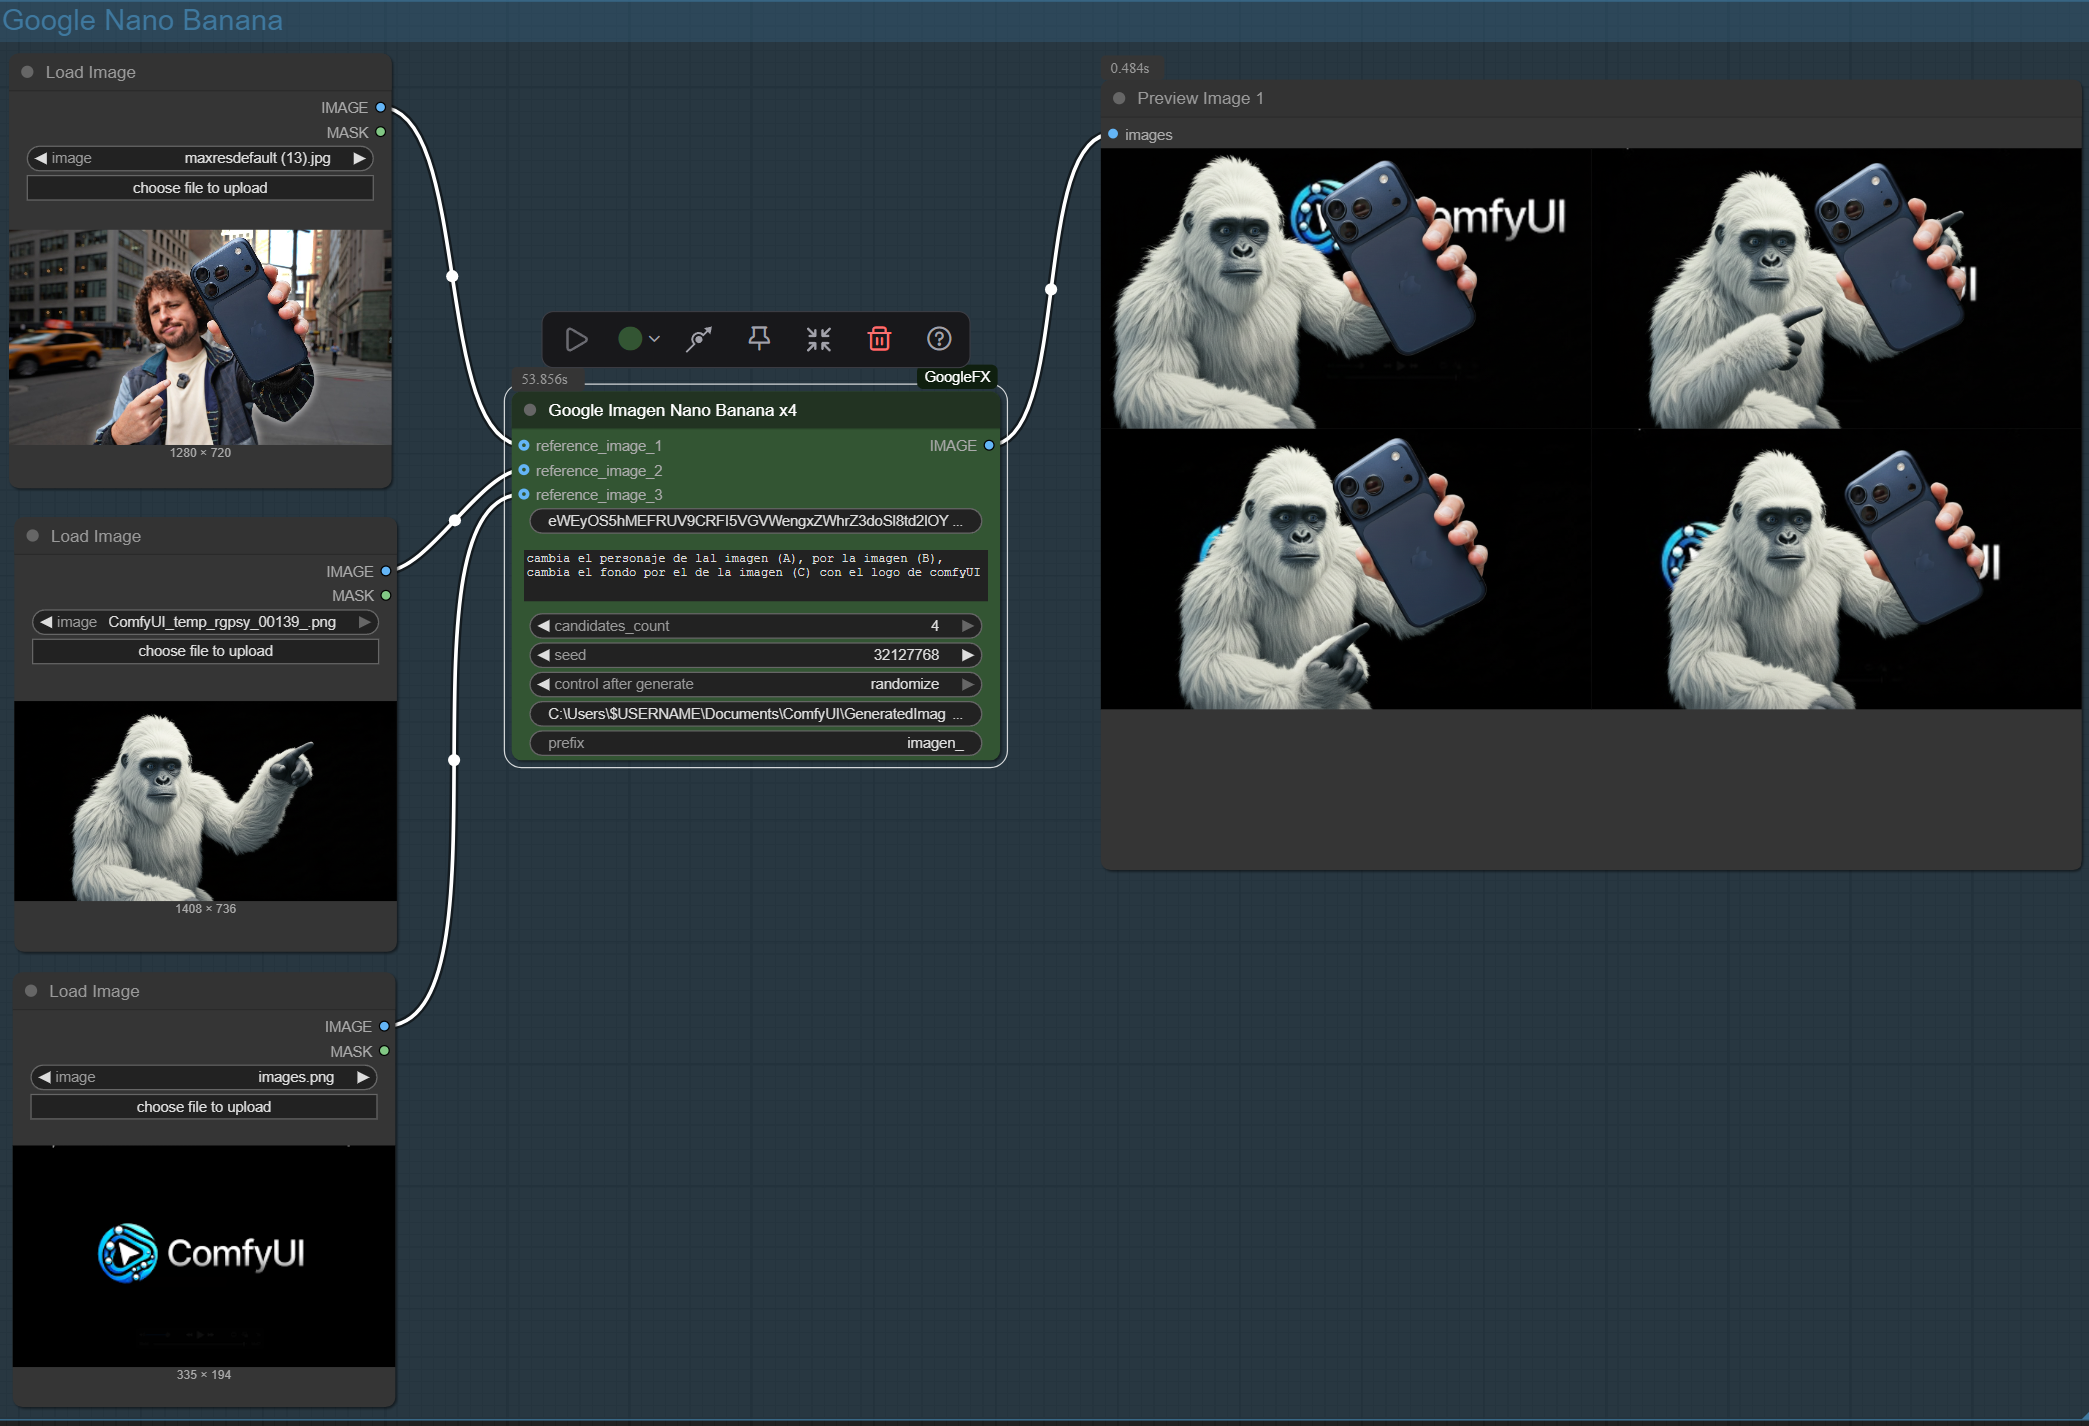 Google Nano Banana
Load Image
IMAGE
MASK
image maxresdefault (13).jpg
choose file to upload
1280 × 720
Load Image
IMAGE
MASK
image ComfyUI_temp_rgpsy_00139_.png
choose file to upload
1408 × 736
Load Image
IMAGE
MASK
image images.png
choose file to upload
ComfyUI
335 × 194
53.856s
GoogleFX
Google Imagen Nano Banana x4
reference_image_1 IMAGE
reference_image_2
reference_image_3
cambia el personaje de lal imagen (A), por la imagen (B),
cambia el fondo por el de la imagen (C) con el logo de comfyUI
candidates_count 4
seed 32127768
control after generate randomize
C:\Users\$USERNAME\Documents\ComfyUI\GeneratedImag ...
prefix imagen_
0.484s
Preview Image 1
images
omfyUI
I
UI